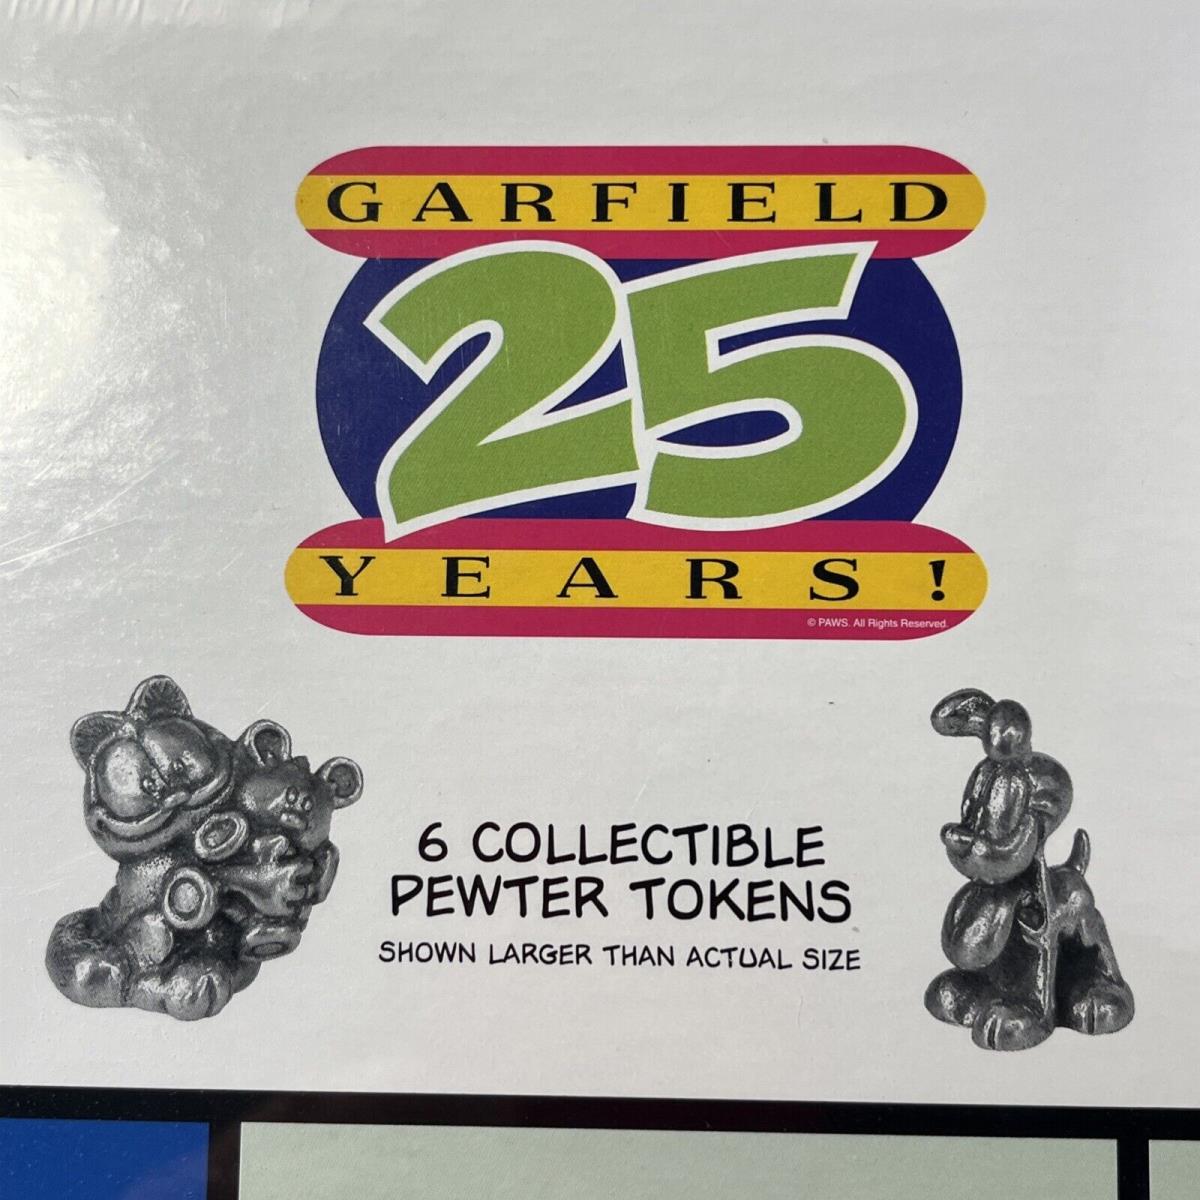 GARFIELD
25
YEARS!
© PAWS. All Rights Reserved.
6 COLLECTIBLE
PEWTER TOKENS
SHOWN LARGER THAN ACTUAL SIZE